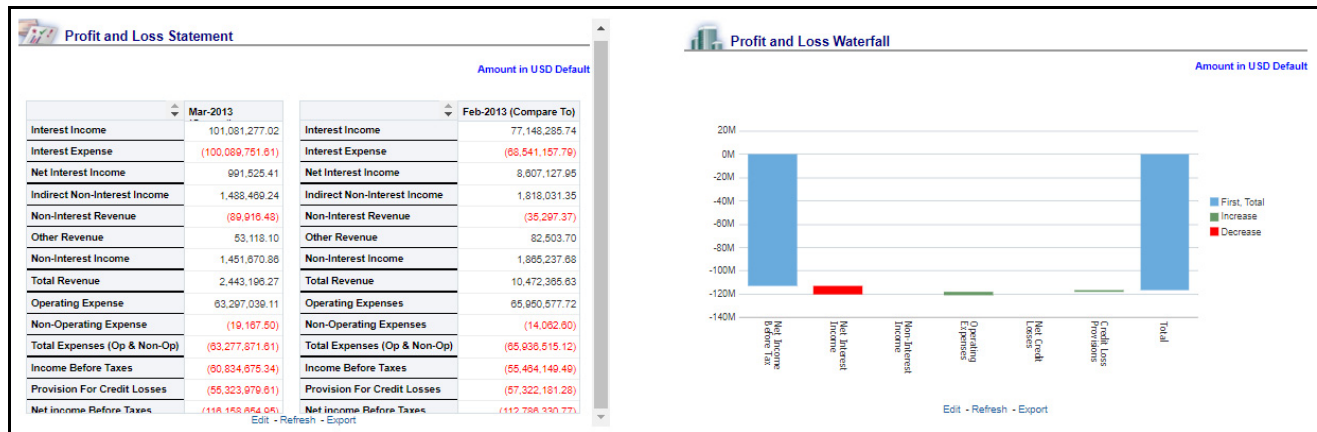 Profit and Loss Statement
Amount in USD Default
Mar-2013
Feb-2013 (Compare To)
Interest Income 101,081,277.02 Interest Income 77,148,285.74
Interest Expense (100,089,751.61) Interest Expense (68,541,157.79)
Net Interest Income 991,525.41 Net Interest Income 8,607,127.95
Indirect Non-Interest Income 1,488,469.24 Indirect Non-Interest Income 1,818,031.35
Non-Interest Revenue (89,916.48) Non-Interest Revenue (35,297.37)
Other Revenue 53,118.10 Other Revenue 82,503.70
Non-Interest Income 1,451,670.86 Non-Interest Income 1,865,237.68
Total Revenue 2,443,196.27 Total Revenue 10,472,365.63
Operating Expense 63,297,039.11 Operating Expenses 65,950,577.72
Non-Operating Expense (19,167.50) Non-Operating Expenses (14,062.60)
Total Expenses (Op & Non-Op) (63,277,871.61) Total Expenses (Op & Non-Op) (65,936,515.12)
Income Before Taxes (60,834,675.34) Income Before Taxes (55,464,149.49)
Provision For Credit Losses (55,323,979.61) Provision For Credit Losses (57,322,181.28)
Net income Before Taxes (116,158,654.95) Net income Before Taxes (112,786,330.77)
Edit - Refresh - Export
Profit and Loss Waterfall
Amount in USD Default
20M
0M
-20M
-40M
-60M
-80M
-100M
-120M
-140M
Net Income
Before Tax
Net Interest
Income
Non-Interest
Income
Operating
Expenses
Net Credit
Losses
Credit Loss
Provisions
Total
First, Total
Increase
Decrease
Edit - Refresh - Export